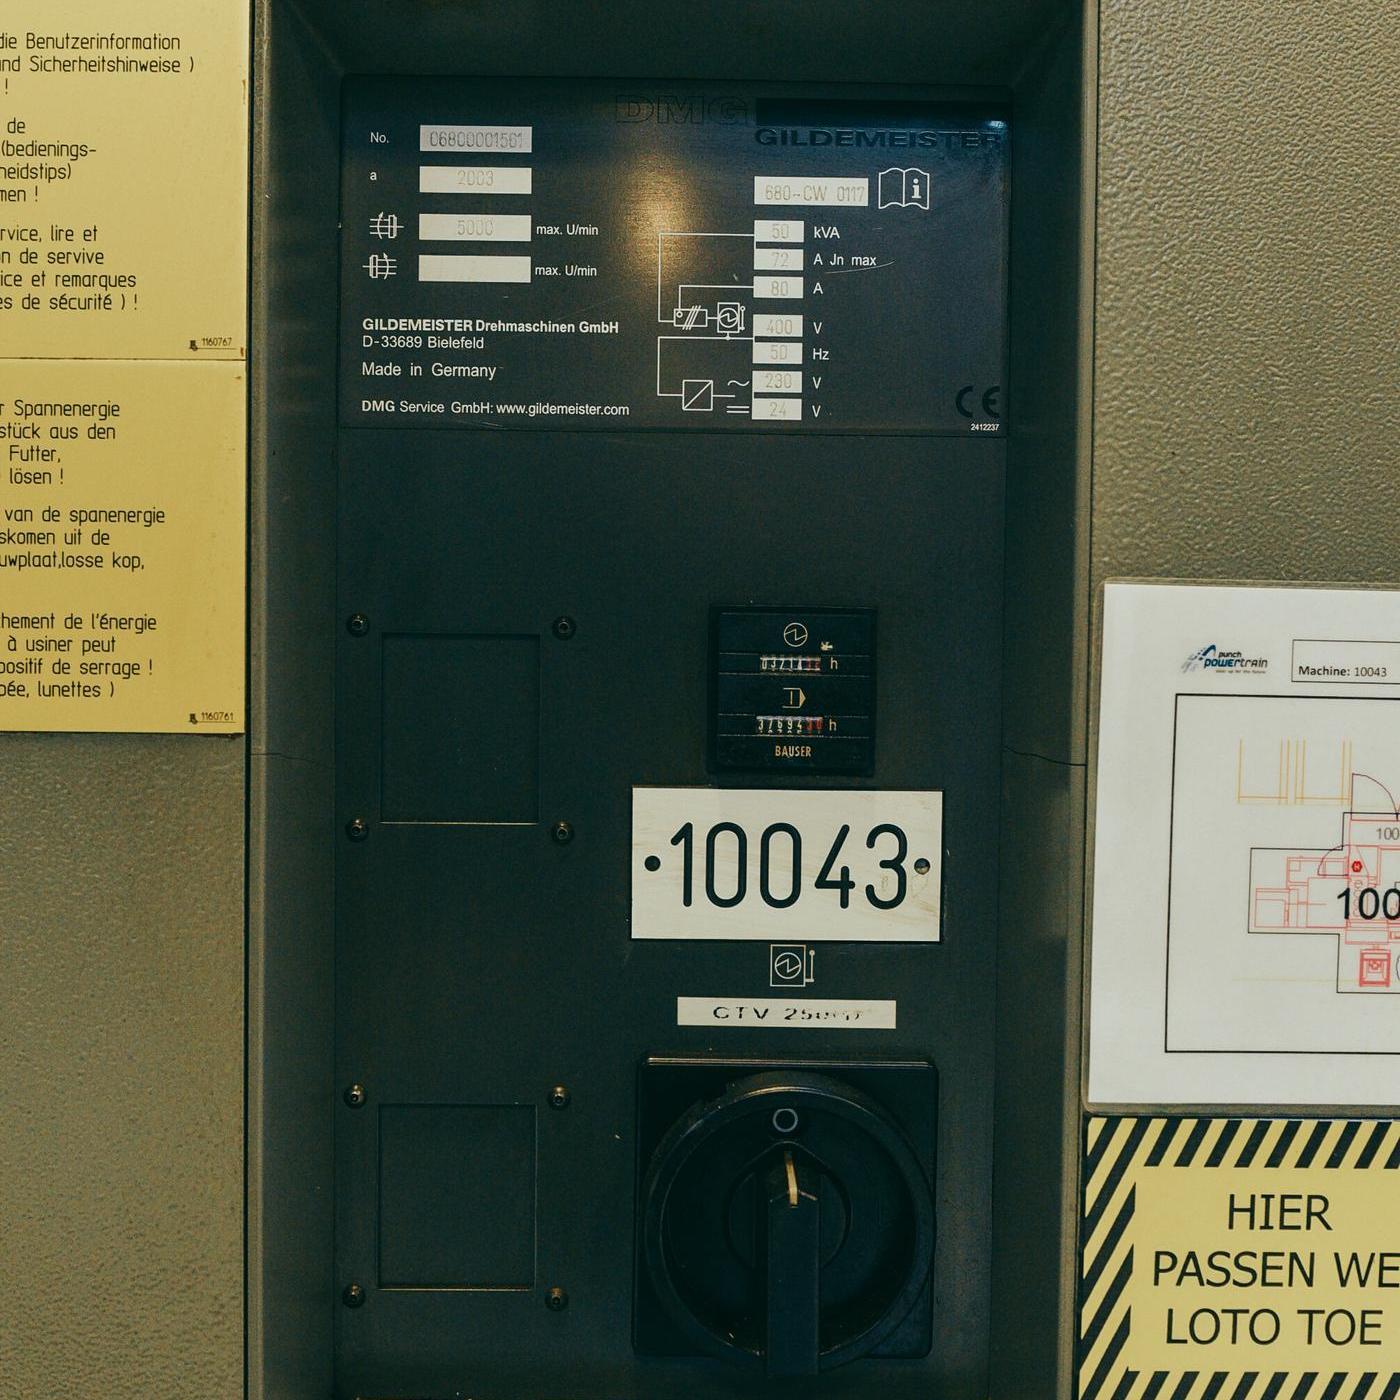 die Benutzerinformation
und Sicherheitshinweise )
!
de
(bedienings-
heidstips)
men !
rvice, lire et
n de servive
ice et remarques
es de sécurité ) !
1160767
r Spannenergie
stück aus den
Futter,
lösen !
van de spanenergie
skomen uit de
uwplaat,losse kop,
chement de l'énergie
à usiner peut
positif de serrage !
pée, lunettes )
1160761
DMG
GILDEMEISTER
No. 06800001561
a 2003
5000 max. U/min
max. U/min
680-CW 0117
i
50 kVA
72 A Jn max
80 A
400 V
50 Hz
230 V
24 V
GILDEMEISTER Drehmaschinen GmbH
D-33689 Bielefeld
Made in Germany
DMG Service GmbH: www.gildemeister.com
CE
2412237
h
h
BAUSER
10043
CTV
O
punch
powertrain
Machine: 10043
100
100
HIER
PASSEN WE
LOTO TOE